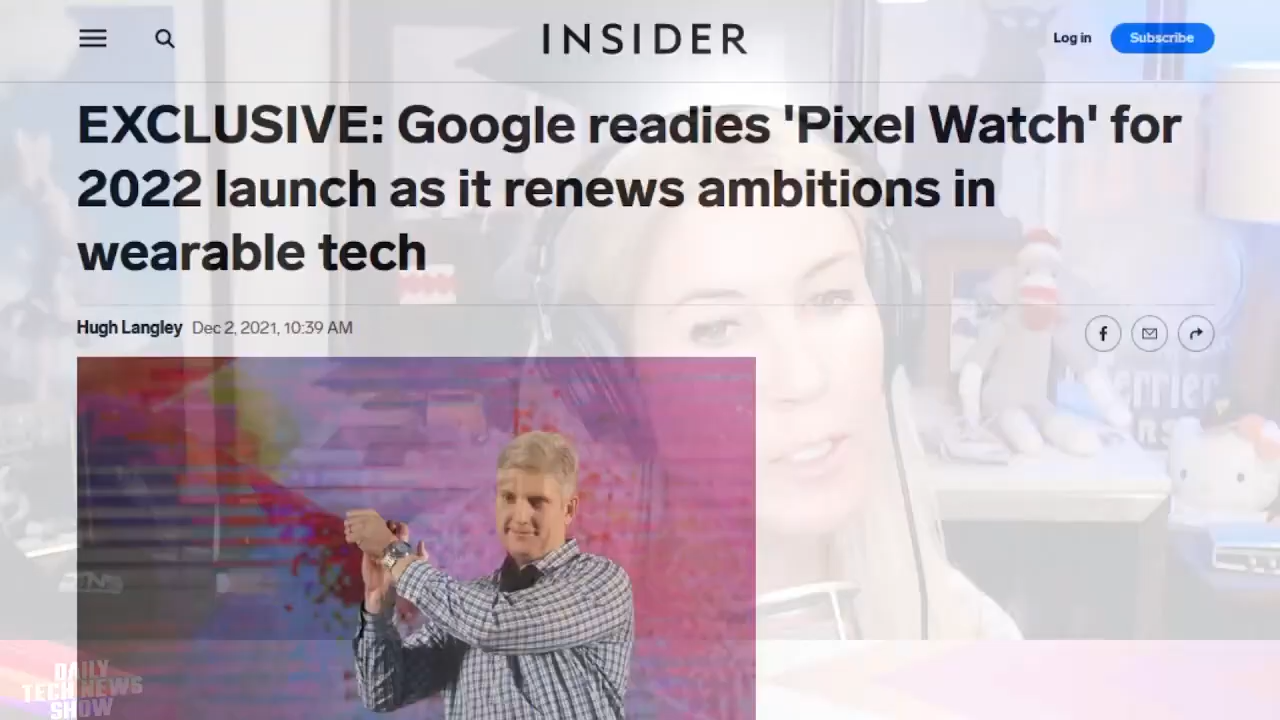 INSIDER
Log in
Subscribe
EXCLUSIVE: Google readies 'Pixel Watch' for
2022 launch as it renews ambitions in
wearable tech
Hugh Langley Dec 2, 2021, 10:39 AM
DAILY
TECH NEWS
SHOW